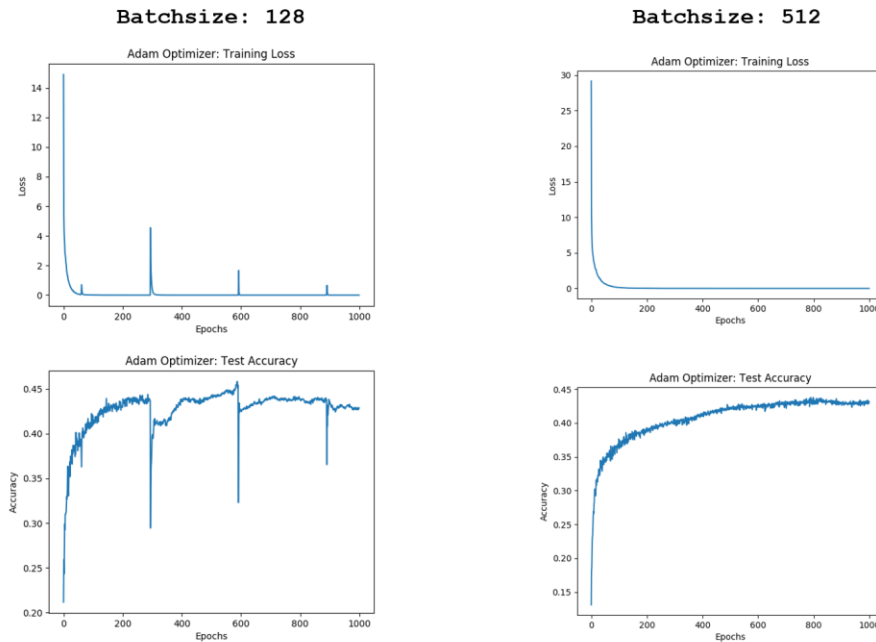 Batchsize: 128
Adam Optimizer: Training Loss
14
12
10
8
6
4
2
0
Loss
0 200 400 600 800 1000
Epochs
Adam Optimizer: Test Accuracy
0.45
0.40
0.35
0.30
0.25
0.20
Accuracy
0 200 400 600 800 1000
Epochs
Batchsize: 512
Adam Optimizer: Training Loss
30
25
20
15
10
5
0
Loss
0 200 400 600 800 1000
Epochs
Adam Optimizer: Test Accuracy
0.45
0.40
0.35
0.30
0.25
0.20
0.15
Accuracy
0 200 400 600 800 1000
Epochs